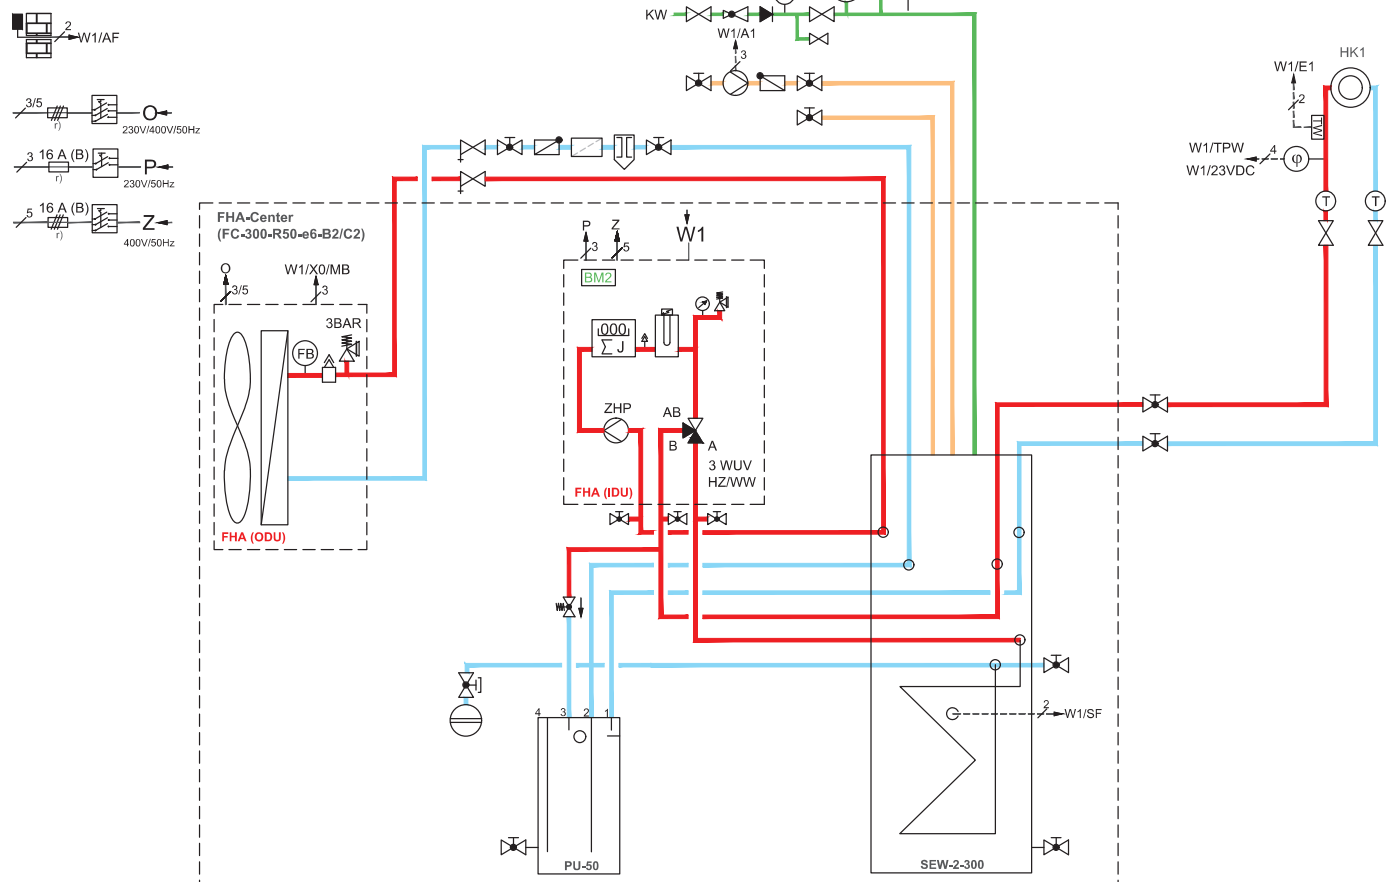 KW
2
W1/AF
W1/A1
3
HK1
W1/E1
2
TW
3/5
r)
O
230V/400V/50Hz
16 A (B)
3
r)
P
230V/50Hz
16 A (B)
5
r)
Z
400V/50Hz
W1/TPW
4
φ
W1/23VDC
T
T
FHA-Center
(FC-300-R50-e6-B2/C2)
P
3
Z
5
W1
BM2
O
3/5
W1/X0/MB
3
3BAR
FB
000
Σ J
ZHP
AB
B
A
3 WUV
HZ/WW
FHA (IDU)
FHA (ODU)
4
3
2
1
2
W1/SF
PU-50
SEW-2-300